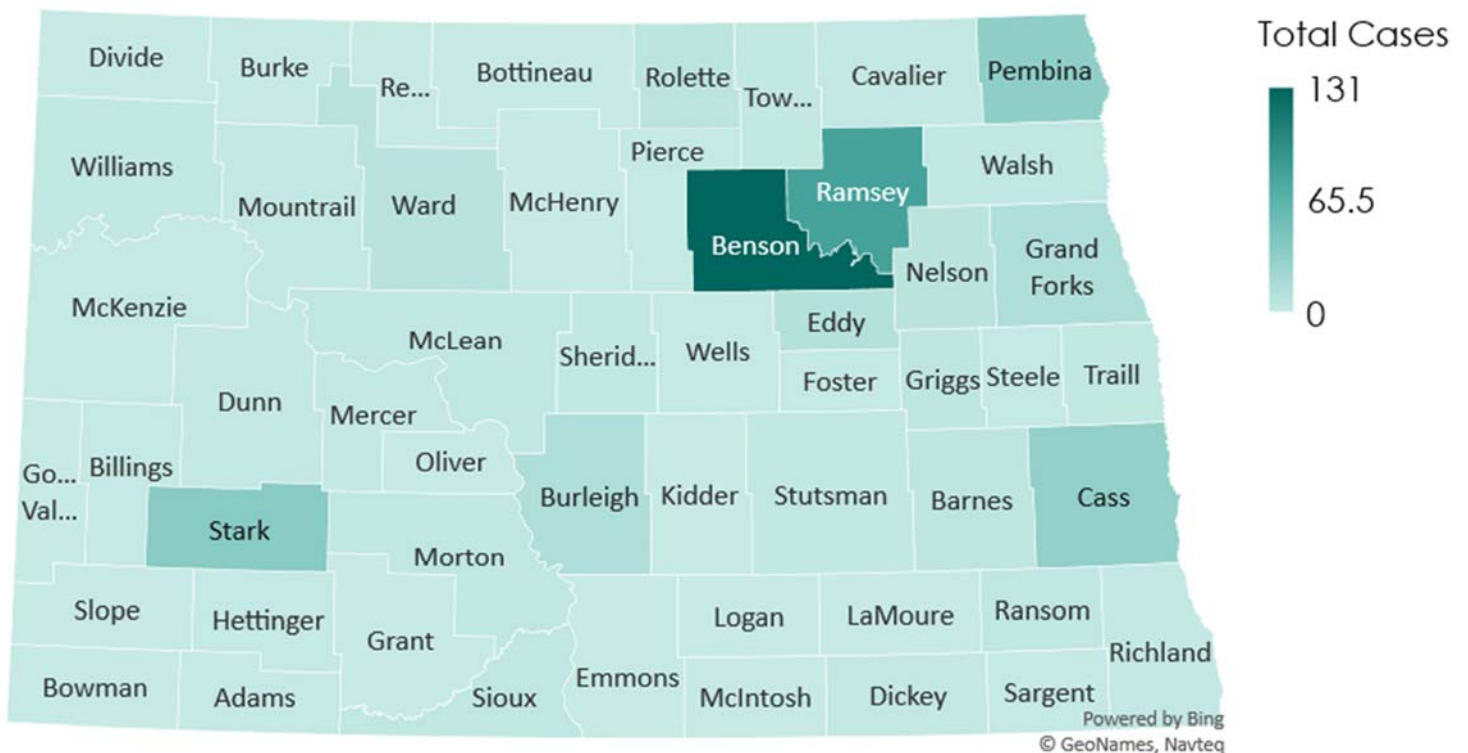 Divide
Burke
Re...
Bottineau
Rolette
Tow...
Cavalier
Pembina
Williams
Mountrail
Ward
McHenry
Pierce
Benson
Ramsey
Walsh
Nelson
Grand
Forks
McKenzie
Dunn
McLean
Mercer
Oliver
Sherid...
Wells
Eddy
Foster
Griggs
Steele
Traill
Go...
Val...
Billings
Stark
Morton
Burleigh
Kidder
Stutsman
Barnes
Cass
Slope
Hettinger
Grant
Bowman
Adams
Sioux
Emmons
Logan
LaMoure
Ransom
Richland
McIntosh
Dickey
Sargent
Total Cases
131
65.5
0
Powered by Bing
© GeoNames, Navteq